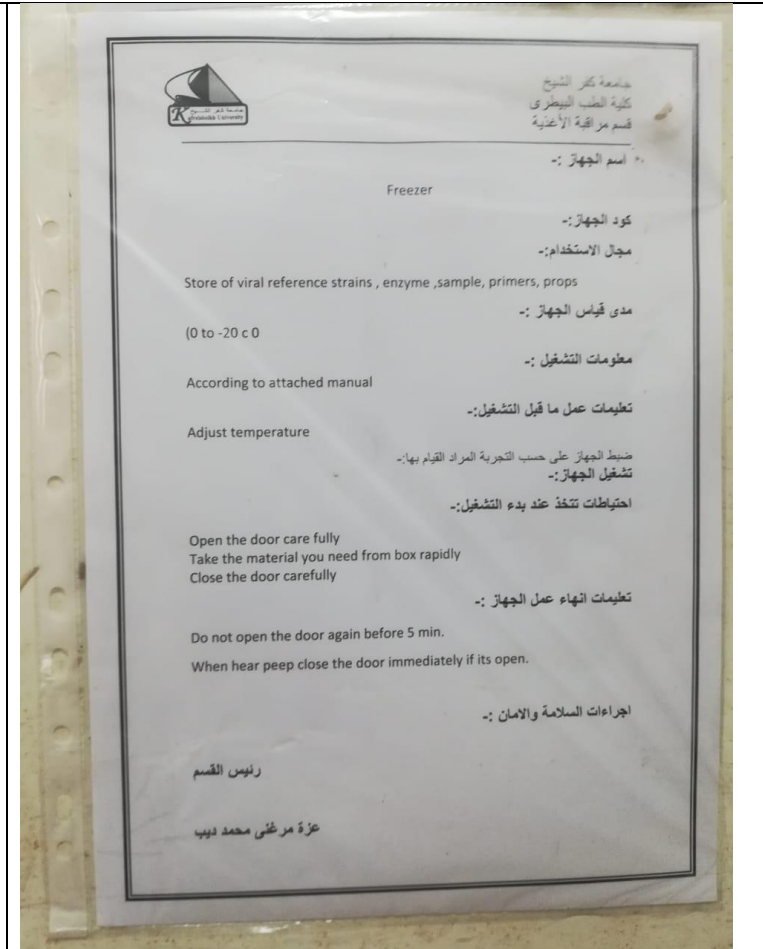 جامعة كفر الشيخ
كلية الطب البيطرى
قسم مراقبة الأغذية
جامعة كفر الشيخ
Kafrelsheikh University
اسم الجهاز :-
Freezer
كود الجهاز:-
مجال الاستخدام:-
Store of viral reference strains , enzyme ,sample, primers, props
مدى قياس الجهاز :-
(0 to -20 c 0
معلومات التشغيل :-
According to attached manual
تعليمات عمل ما قبل التشغيل:-
Adjust temperature
ضبط الجهاز على حسب التجربة المراد القيام بها:-
تشغيل الجهاز:-
احتياطات تتخذ عند بدء التشغيل:-
Open the door care fully
Take the material you need from box rapidly
Close the door carefully
تعليمات انهاء عمل الجهاز :-
Do not open the door again before 5 min.
When hear peep close the door immediately if its open.
اجراءات السلامة والامان :-
رئيس القسم
عزة مرغنى محمد ديب